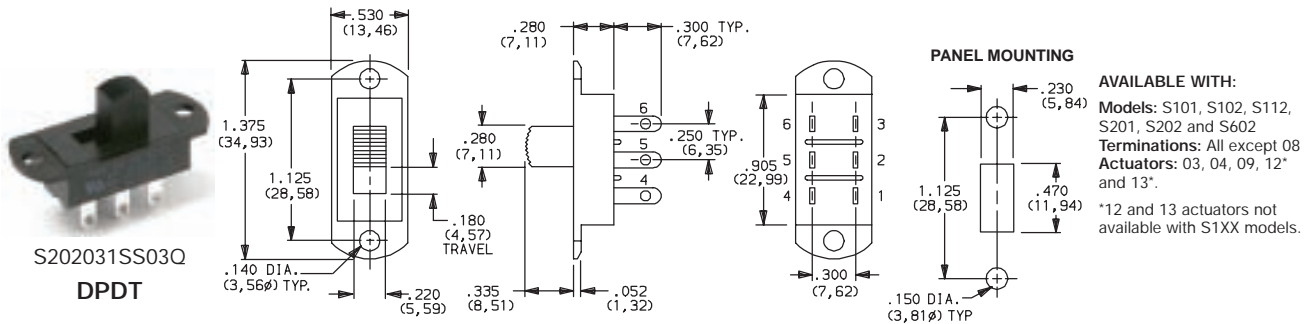 S202031SS03Q
DPDT
.530
(13,46)
1.375
(34,93)
1.125
(28,58)
.180
(4,57)
TRAVEL
.140 DIA.
(3,56ø) TYP.
.220
(5,59)
.280
(7,11)
.300 TYP.
(7,62)
.280
(7,11)
6
5
4
.250 TYP.
(6,35)
.335
(8,51)
.052
(1,32)
.905
(22,99)
6 3
5 2
4 1
.300
(7,62)
PANEL MOUNTING
.230
(5,84)
1.125
(28,58)
.470
(11,94)
.150 DIA.
(3,81ø) TYP
AVAILABLE WITH:
Models: S101, S102, S112,
S201, S202 and S602
Terminations: All except 08
Actuators: 03, 04, 09, 12*
and 13*.
*12 and 13 actuators not
available with S1XX models.